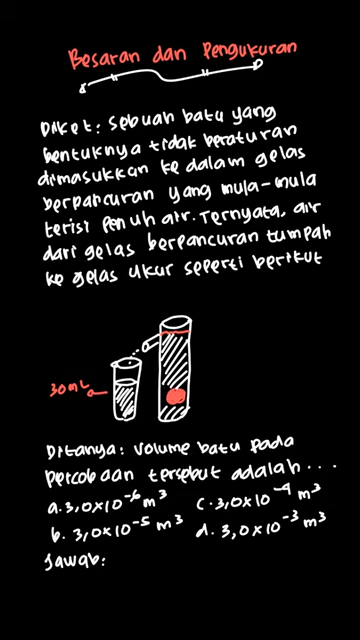 Besaran dan Pengukuran
Diket: sebuah batu yang
bentuknya tidak beraturan
dimasukkan ke dalam gelas
berpancuran yang mula-mula
terisi penuh air. Ternyata, air
dari gelas berpancuran tumpah
ke gelas ukur seperti berikut
30 mL
Ditanya: volume batu pada
percobaan tersebut adalah ...
a. 3,0 x 10⁻⁶ m³ c. 3,0 x 10⁻⁴ m³
b. 3,0 x 10⁻⁵ m³ d. 3,0 x 10⁻³ m³
Jawab: